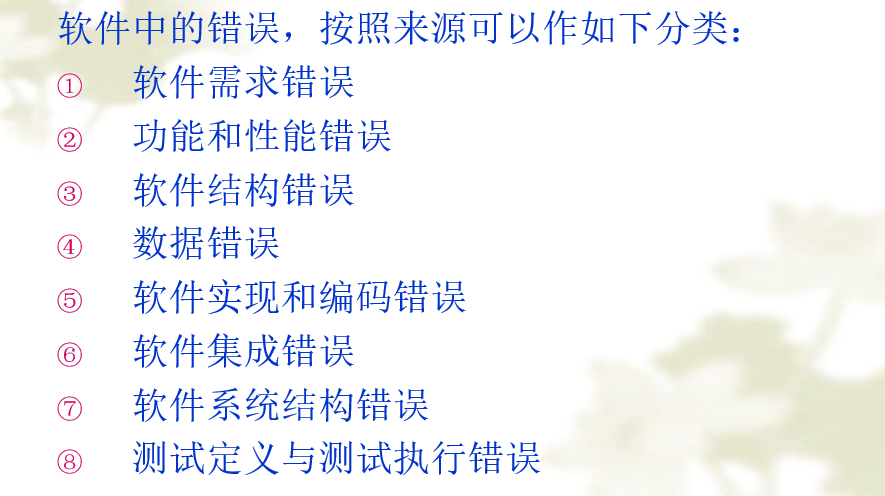 软件中的错误，按照来源可以作如下分类：
① 软件需求错误
② 功能和性能错误
③ 软件结构错误
④ 数据错误
⑤ 软件实现和编码错误
⑥ 软件集成错误
⑦ 软件系统结构错误
⑧ 测试定义与测试执行错误